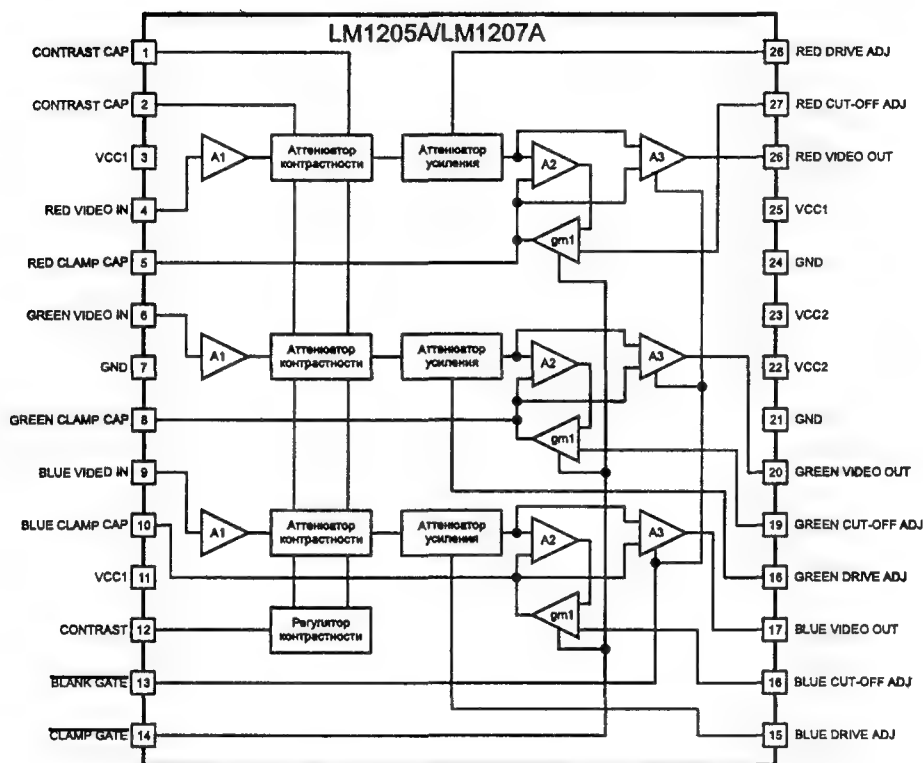 LM1205A/LM1207A
CONTRAST CAP 1
CONTRAST CAP 2
VCC1 3
RED VIDEO IN 4
RED CLAMP CAP 5
GREEN VIDEO IN 6
GND 7
GREEN CLAMP CAP 8
BLUE VIDEO IN 9
BLUE CLAMP CAP 10
VCC1 11
CONTRAST 12
BLANK GATE 13
CLAMP GATE 14
A1
Аттенюатор
контрастности
Аттенюатор
усиления
A2
A3
gm1
A1
Аттенюатор
контрастности
Аттенюатор
усиления
A2
A3
gm1
A1
Аттенюатор
контрастности
Аттенюатор
усиления
A2
A3
gm1
Регулятор
контрастности
28 RED DRIVE ADJ
27 RED CUT-OFF ADJ
26 RED VIDEO OUT
25 VCC1
24 GND
23 VCC2
22 VCC2
21 GND
20 GREEN VIDEO OUT
19 GREEN CUT-OFF ADJ
18 GREEN DRIVE ADJ
17 BLUE VIDEO OUT
16 BLUE CUT-OFF ADJ
15 BLUE DRIVE ADJ